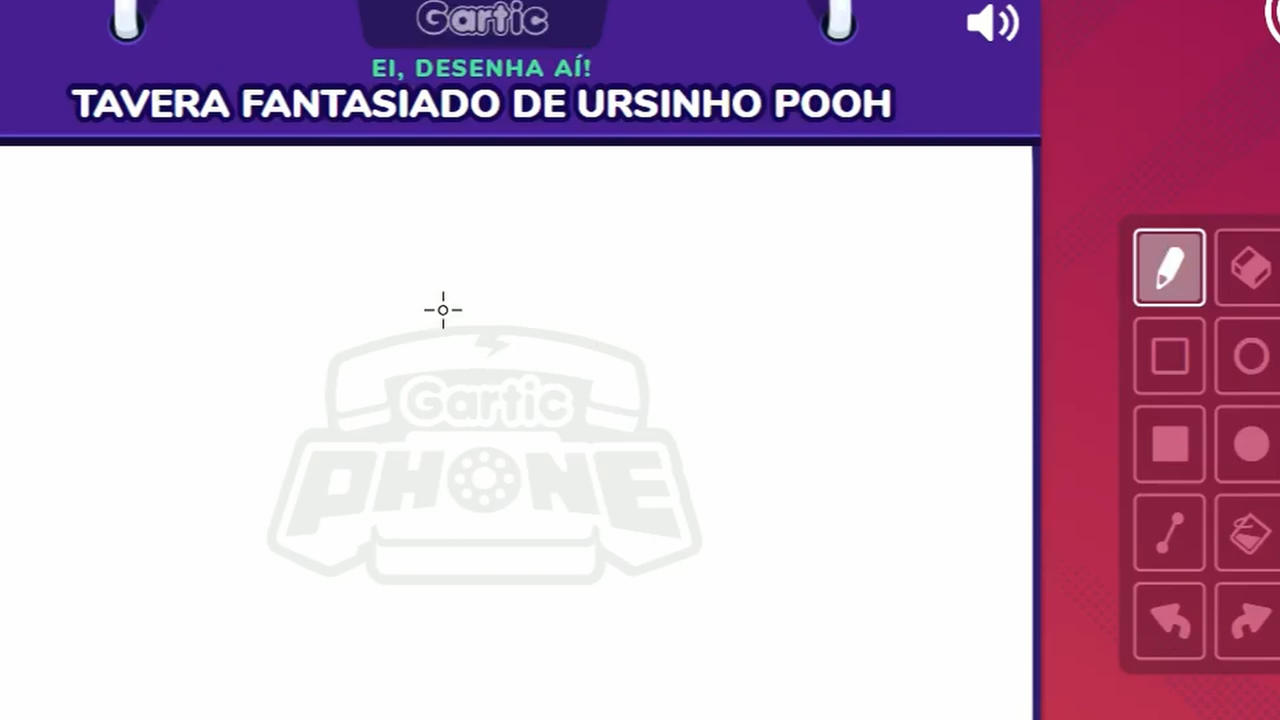 Gartic
EI, DESENHA AÍ!
TAVERA FANTASIADO DE URSINHO POOH
Gartic
PHONE